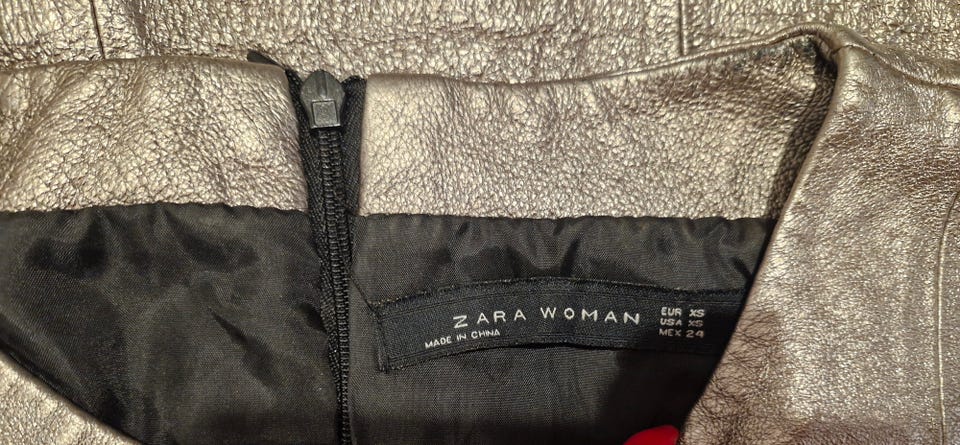 ZARA WOMAN
MADE IN CHINA
EUR XS
USA XS
MEX 24